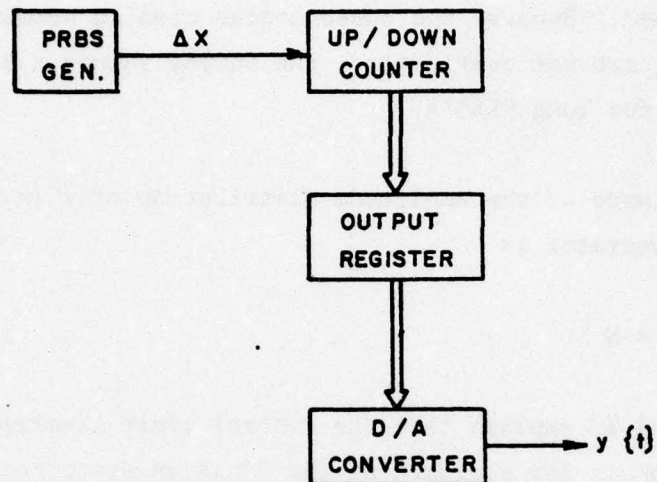 PRBS
GEN.
ΔX
UP/DOWN
COUNTER
OUTPUT
REGISTER
D/A
CONVERTER
y {t}